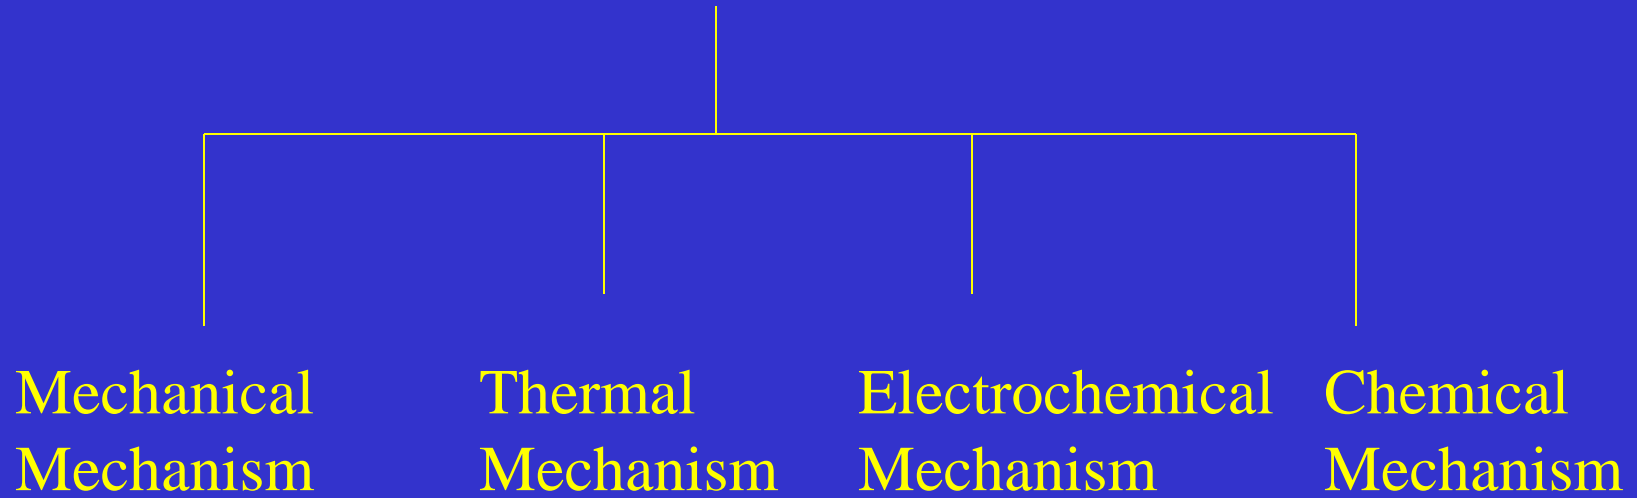 Mechanical
Mechanism
Thermal
Mechanism
Electrochemical
Mechanism
Chemical
Mechanism